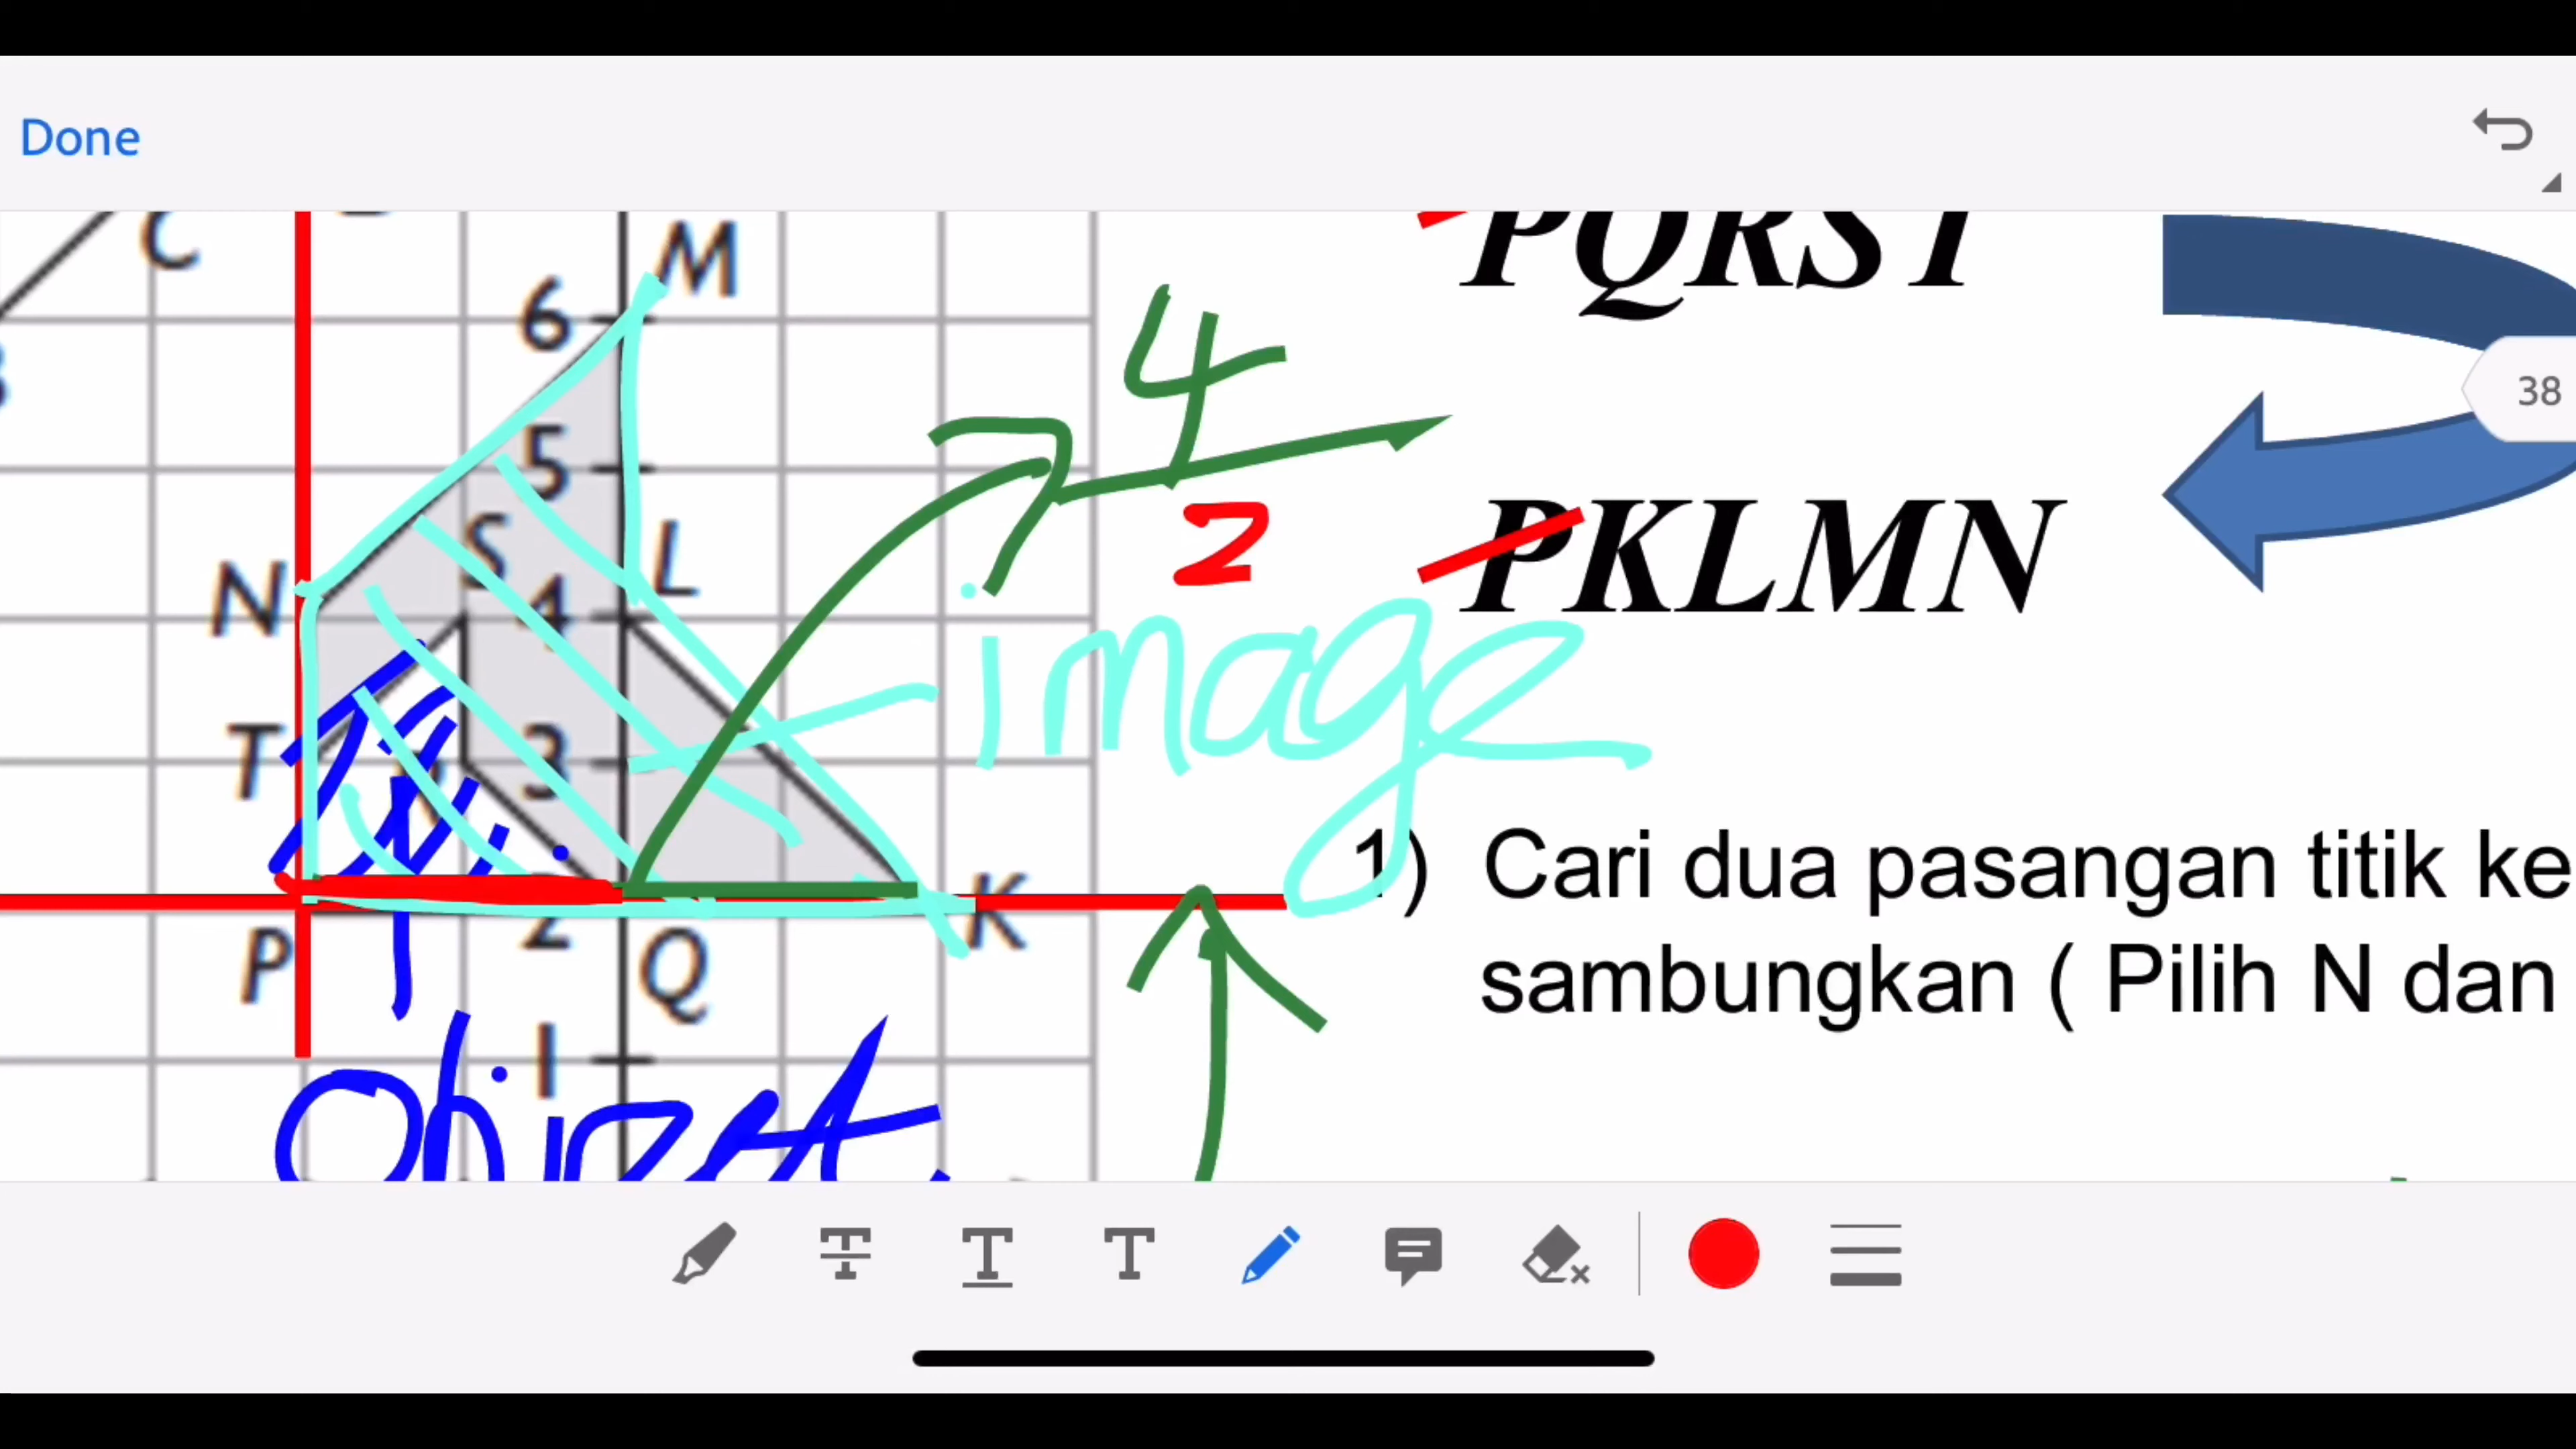 Done
C
M
PQRST
6
4
38
5
2
PKLMN
S
L
N
4
image
T
3
1) Cari dua pasangan titik ke
2
K
P
Q
sambungkan ( Pilih N dan
1
Object